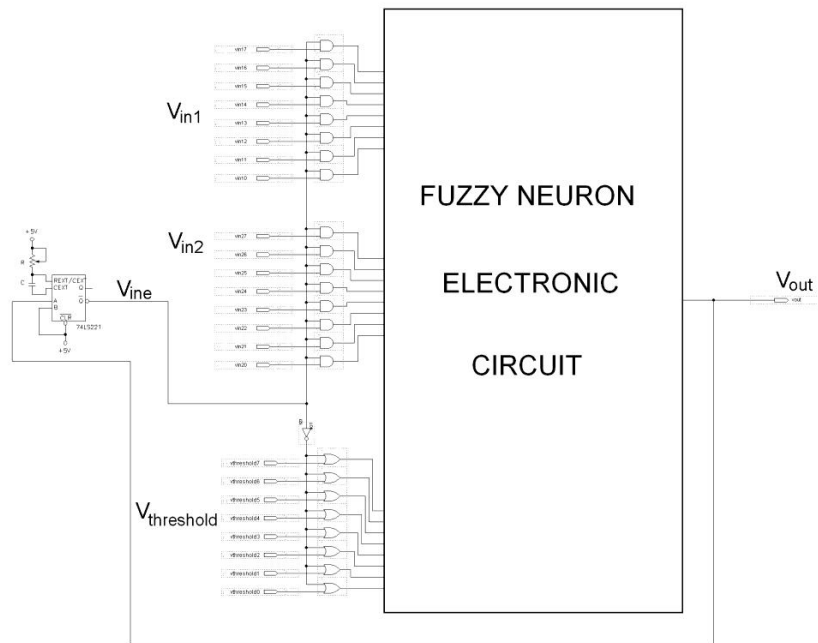 vin17
vin16
vin15
vin14
vin13
vin12
vin11
vin10
Vin1
FUZZY NEURON
ELECTRONIC
CIRCUIT
vin27
vin26
vin25
vin24
vin23
vin22
vin21
vin20
Vin2
+5V
R
C
REXT/CEXT
CEXT
Q
A
B
Q
CLR
74LS221
+5V
Vine
Vout
vout
9
vthreshold7
vthreshold6
vthreshold5
vthreshold4
vthreshold3
vthreshold2
vthreshold1
vthreshold0
Vthreshold